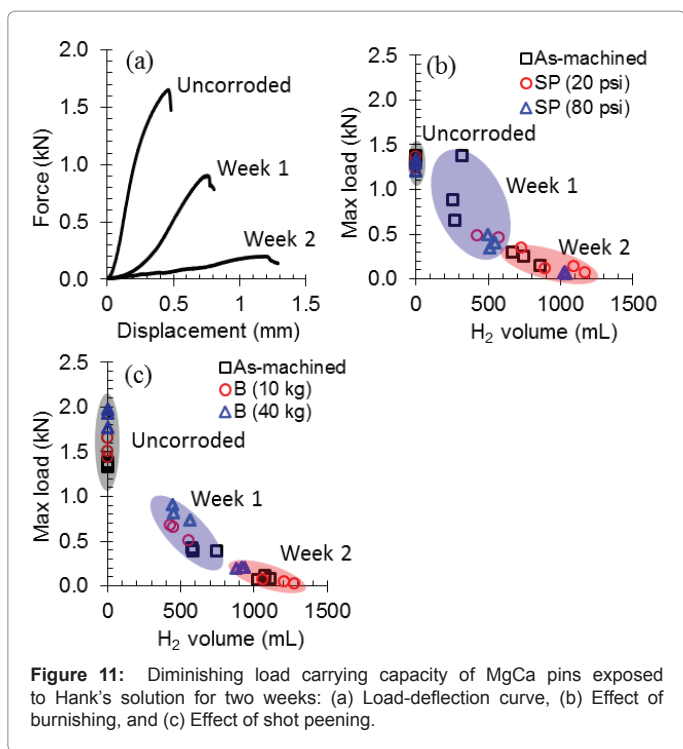 2.0
1.5
1.0
0.5
0.0
Force (kN)
(a)
Uncorroded
Week 1
Week 2
0 0.5 1 1.5
Displacement (mm)
2.5
2.0
1.5
1.0
0.5
0.0
Max load (kN)
(b)
As-machined
SP (20 psi)
SP (80 psi)
Uncorroded
Week 1
Week 2
0 500 1000 1500
H₂ volume (mL)
2.5
2.0
1.5
1.0
0.5
0.0
Max load (kN)
(c)
As-machined
B (10 kg)
B (40 kg)
Uncorroded
Week 1
Week 2
0 500 1000 1500
H₂ volume (mL)
Figure 11: Diminishing load carrying capacity of MgCa pins exposed
to Hank's solution for two weeks: (a) Load-deflection curve, (b) Effect of
burnishing, and (c) Effect of shot peening.